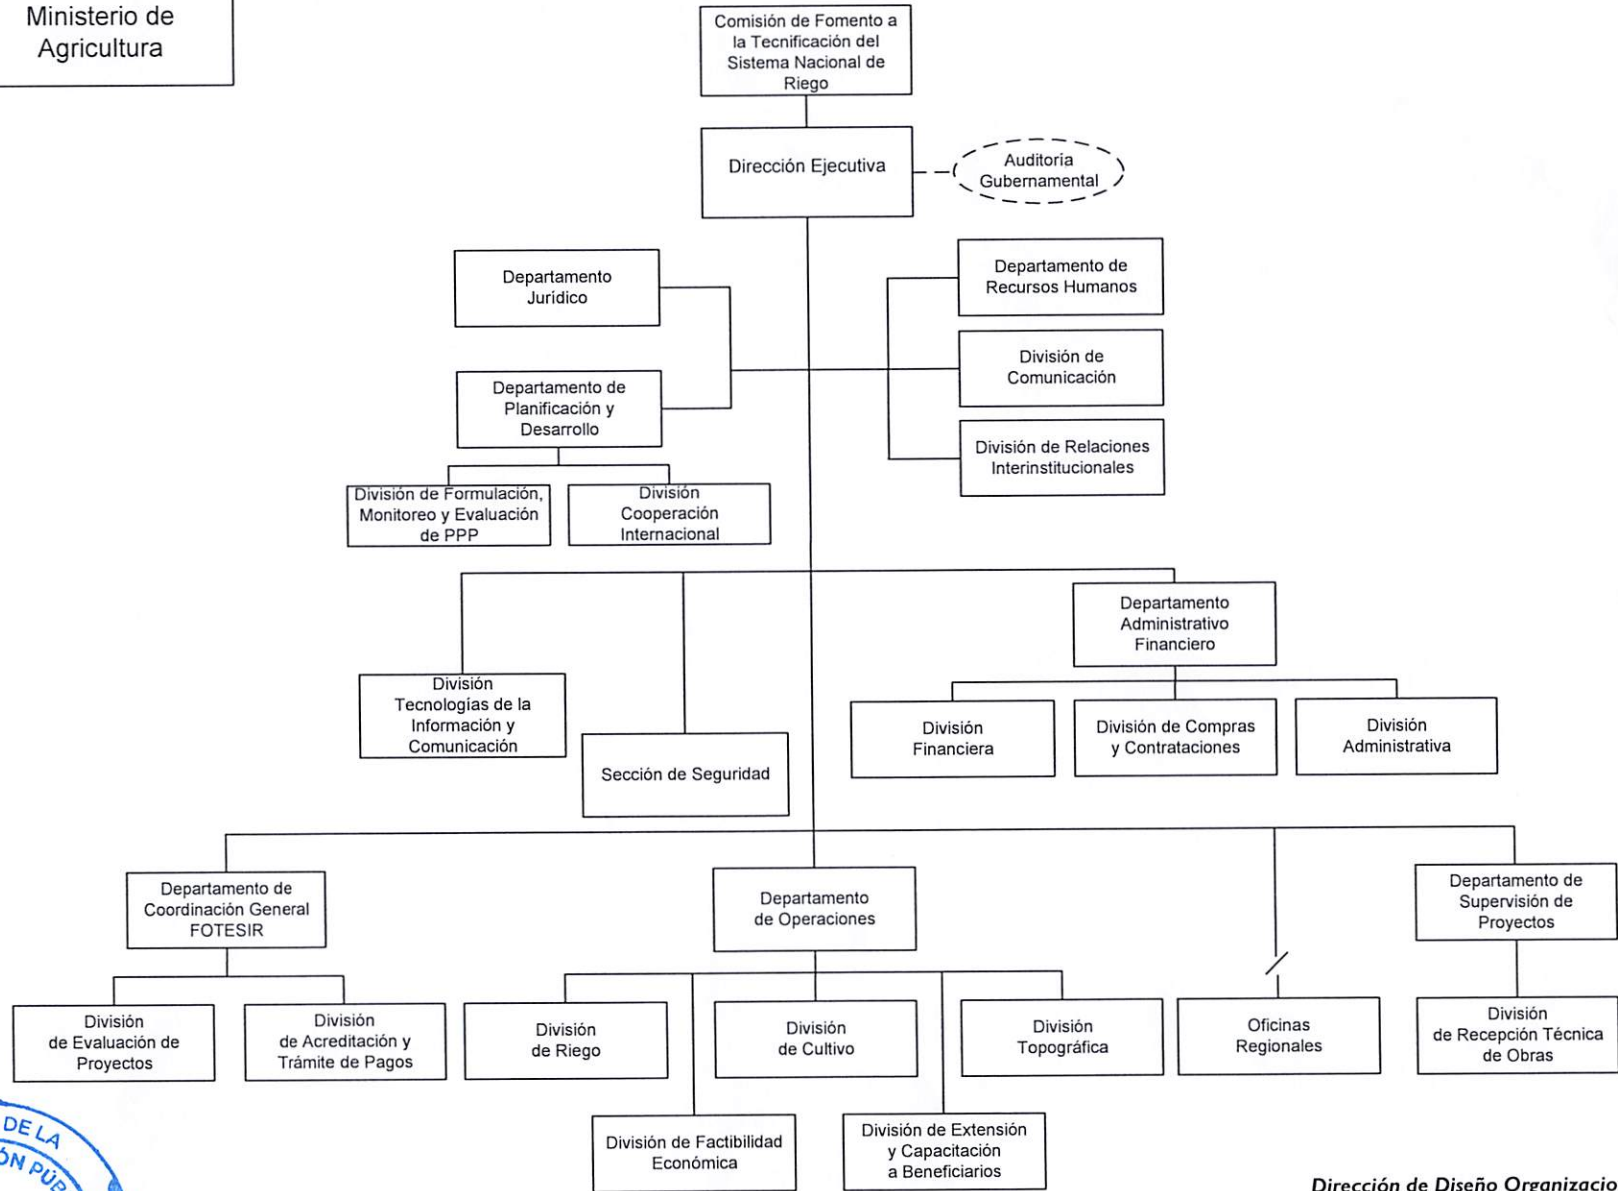 Ministerio de
Agricultura
Comisión de Fomento a
la Tecnificación del
Sistema Nacional de
Riego
Dirección Ejecutiva
Auditoría
Gubernamental
Departamento
Jurídico
Departamento de
Recursos Humanos
División de
Comunicación
Departamento de
Planificación y
Desarrollo
División de Relaciones
Interinstitucionales
División de Formulación,
Monitoreo y Evaluación
de PPP
División
Cooperación
Internacional
Departamento
Administrativo
Financiero
División
Tecnologías de la
Información y
Comunicación
Sección de Seguridad
División
Financiera
División de Compras
y Contrataciones
División
Administrativa
Departamento de
Coordinación General
FOTESIR
Departamento
de Operaciones
Departamento de
Supervisión de
Proyectos
División
de Evaluación de
Proyectos
División
de Acreditación y
Trámite de Pagos
División
de Riego
División
de Cultivo
División
Topográfica
Oficinas
Regionales
División
de Recepción Técnica
de Obras
División de Factibilidad
Económica
División de Extensión
y Capacitación
a Beneficiarios
DE LA
Dirección de Diseño